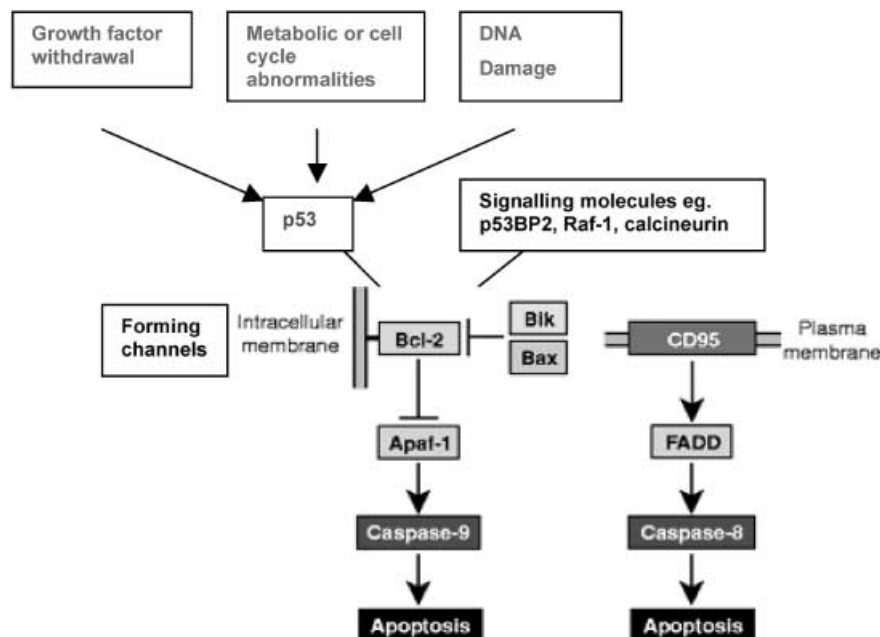 Growth factor
withdrawal
Metabolic or cell
cycle
abnormalities
DNA
Damage
p53
Signalling molecules eg.
p53BP2, Raf-1, calcineurin
Forming
channels
Intracellular
membrane
Bcl-2
Bik
Bax
CD95
Plasma
membrane
Apaf-1
FADD
Caspase-9
Caspase-8
Apoptosis
Apoptosis